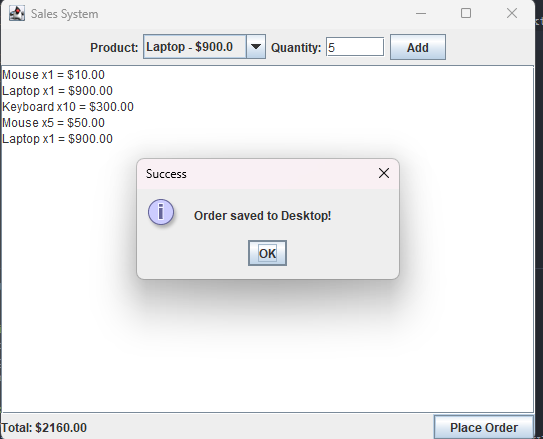 Sales System
Product: Laptop - $900.0 Quantity: 5 Add
Mouse x1 = $10.00
Laptop x1 = $900.00
Keyboard x10 = $300.00
Mouse x5 = $50.00
Laptop x1 = $900.00
Success
Order saved to Desktop!
OK
Total: $2160.00 Place Order